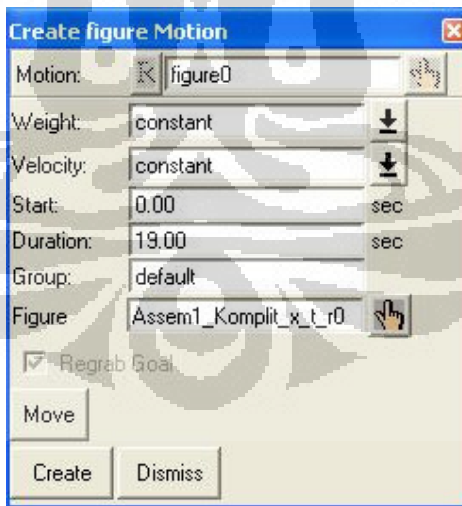 Create figure Motion
Motion: figure0
Weight: constant
Velocity: constant
Start: 0.00 sec
Duration: 19.00 sec
Group: default
Figure Assem1_Komplit_x_t_r0
Regrab Goal
Move
Create Dismiss